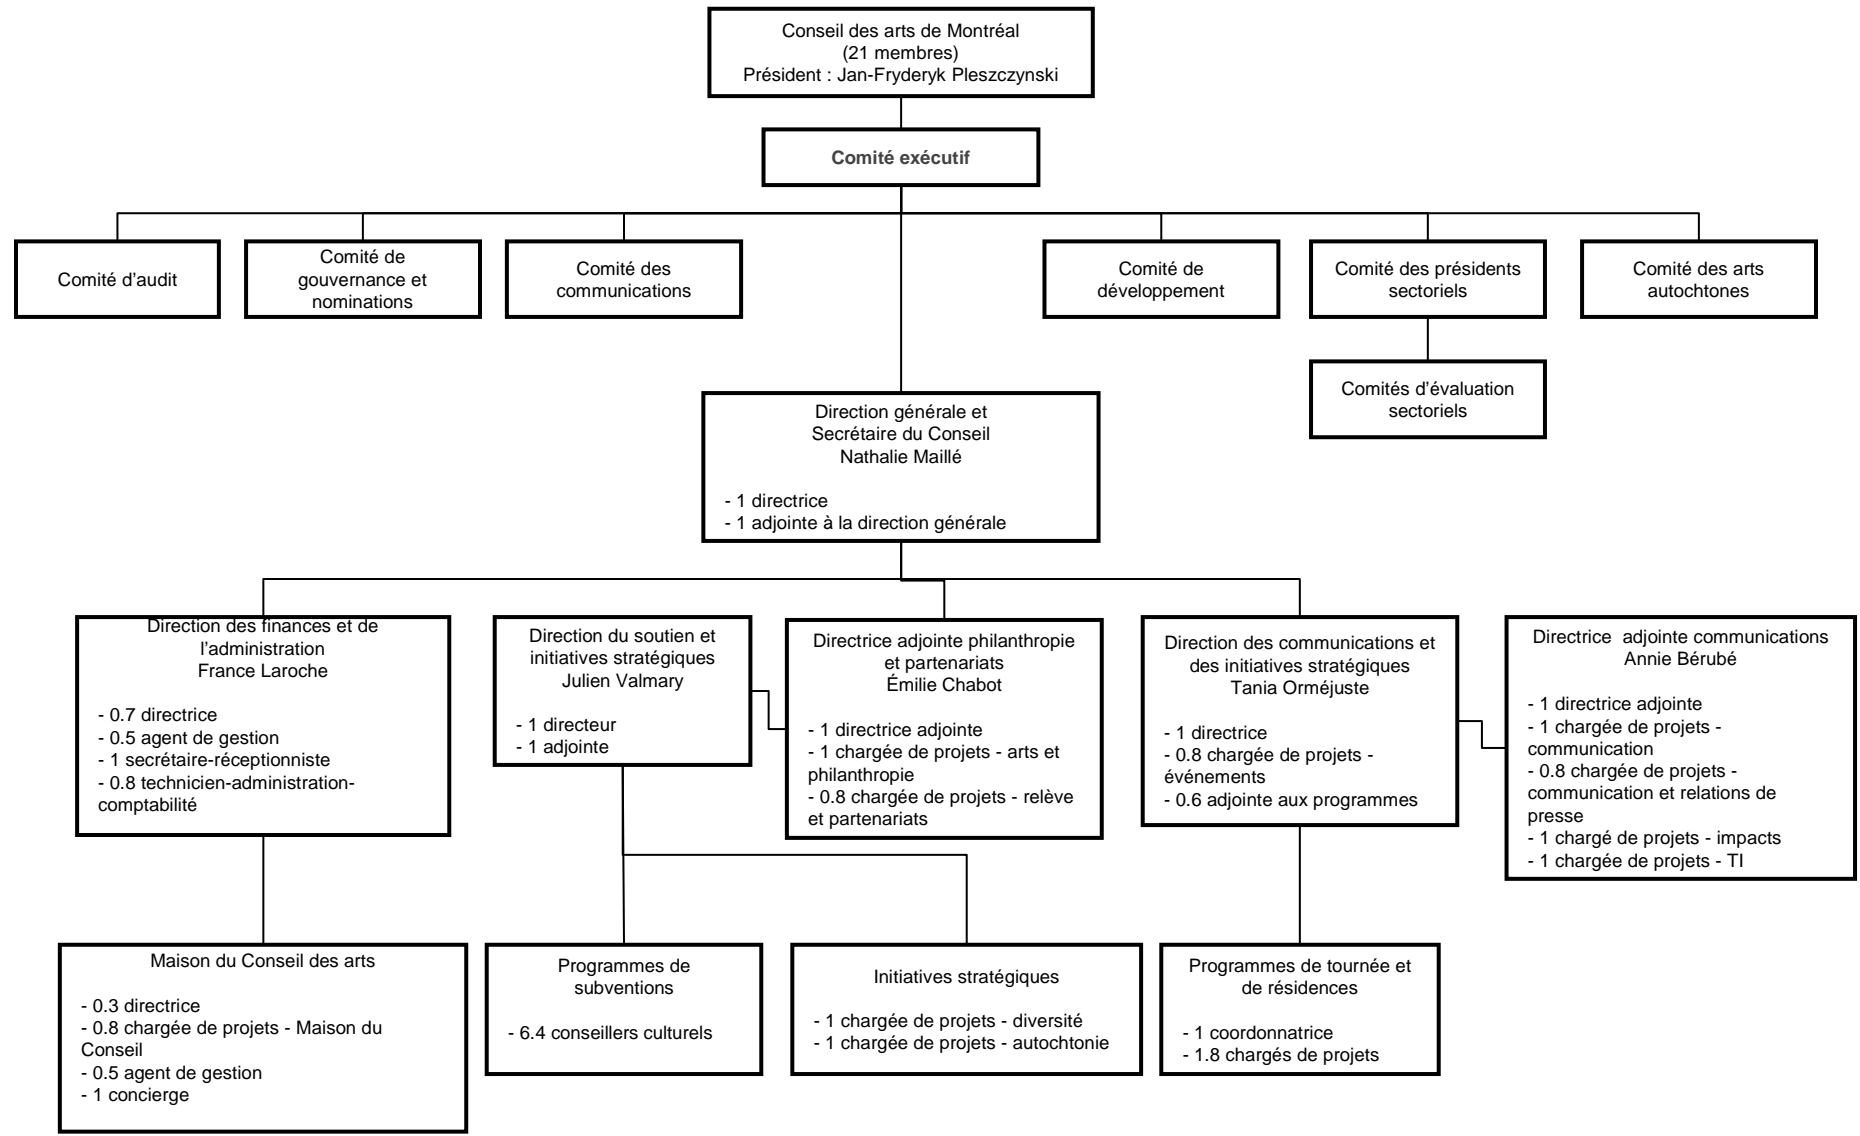 Conseil des arts de Montréal
(21 membres)
Président : Jan-Fryderyk Pleszczynski
Comité exécutif
Comité d’audit
Comité de
gouvernance et
nominations
Comité des
communications
Comité de
développement
Comité des présidents
sectoriels
Comité des arts
autochtones
Comités d’évaluation
sectoriels
Direction générale et
Secrétaire du Conseil
Nathalie Maillé
- 1 directrice
- 1 adjointe à la direction générale
Direction des finances et de
l’administration
France Laroche
- 0.7 directrice
- 0.5 agent de gestion
- 1 secrétaire-réceptionniste
- 0.8 technicien-administration-
comptabilité
Direction du soutien et
initiatives stratégiques
Julien Valmary
- 1 directeur
- 1 adjointe
Directrice adjointe philanthropie
et partenariats
Émilie Chabot
- 1 directrice adjointe
- 1 chargée de projets - arts et
philanthropie
- 0.8 chargée de projets - relève
et partenariats
Direction des communications et
des initiatives stratégiques
Tania Orméjuste
- 1 directrice
- 0.8 chargée de projets -
événements
- 0.6 adjointe aux programmes
Directrice  adjointe communications
Annie Bérubé
- 1 directrice adjointe
- 1 chargée de projets -
communication
- 0.8 chargée de projets -
communication et relations de
presse
- 1 chargé de projets - impacts
- 1 chargée de projets - TI
Maison du Conseil des arts
- 0.3 directrice
- 0.8 chargée de projets - Maison du
Conseil
- 0.5 agent de gestion
- 1 concierge
Programmes de
subventions
- 6.4 conseillers culturels
Initiatives stratégiques
- 1 chargée de projets - diversité
- 1 chargée de projets - autochtonie
Programmes de tournée et
de résidences
- 1 coordonnatrice
- 1.8 chargés de projets